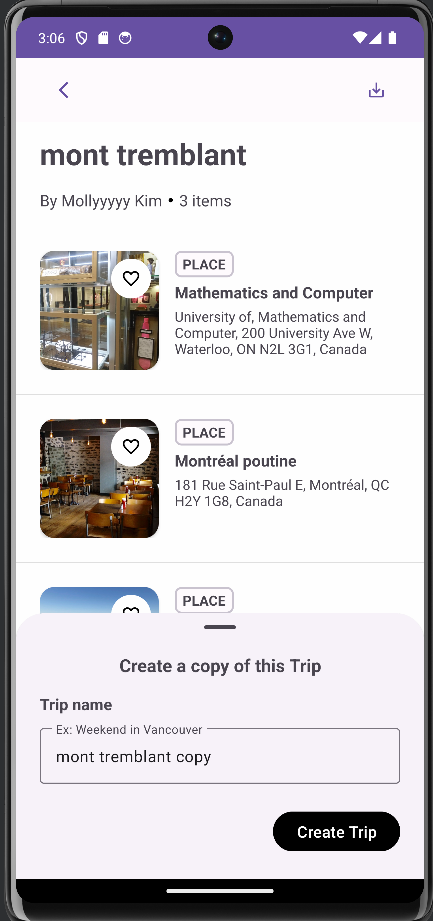 3:06
mont tremblant
By Mollyyyyy Kim • 3 items
PLACE
Mathematics and Computer
University of, Mathematics and
Computer, 200 University Ave W,
Waterloo, ON N2L 3G1, Canada
PLACE
Montréal poutine
181 Rue Saint-Paul E, Montréal, QC
H2Y 1G8, Canada
PLACE
Create a copy of this Trip
Trip name
Ex: Weekend in Vancouver
mont tremblant copy
Create Trip